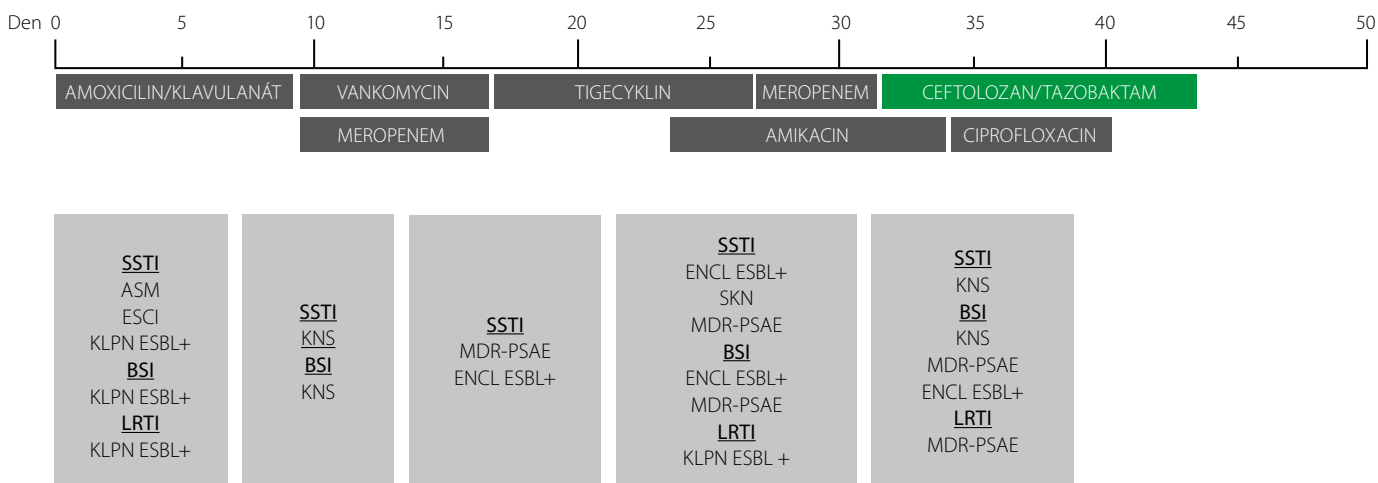 Den 0 5 10 15 20 25 30 35 40 45 50
AMOXICILIN/KLAVULANÁT VANKOMYCIN TIGECYKLIN MEROPENEM CEFTOLOZAN/TAZOBAKTAM
MEROPENEM AMIKACIN CIPROFLOXACIN
SSTI
ASM
ESCI
KLPN ESBL+
BSI
KLPN ESBL+
LRTI
KLPN ESBL+
SSTI
KNS
BSI
KNS
SSTI
MDR-PSAE
ENCL ESBL+
SSTI
ENCL ESBL+
SKN
MDR-PSAE
BSI
ENCL ESBL+
MDR-PSAE
LRTI
KLPN ESBL +
SSTI
KNS
BSI
KNS
MDR-PSAE
ENCL ESBL+
LRTI
MDR-PSAE